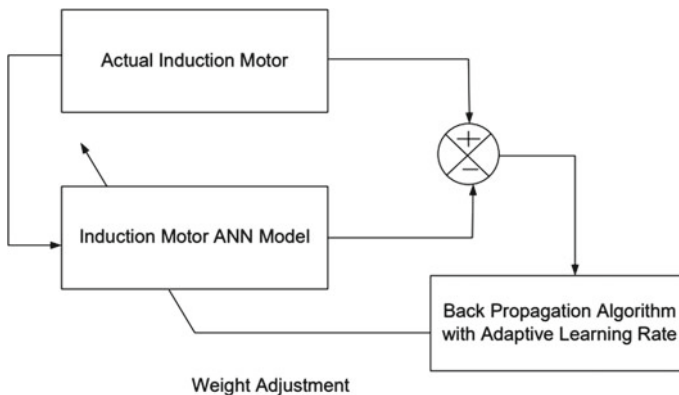 Actual Induction Motor
+
−
Induction Motor ANN Model
Back Propagation Algorithm
with Adaptive Learning Rate
Weight Adjustment